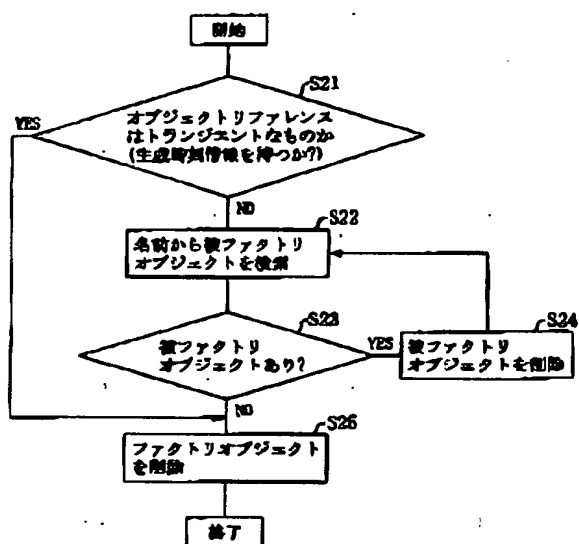 開始
S21
オブジェクトリファレンス
はトランジエントなものか
(生成時刻情報を持つか?)
YES
NO
S22
名前から被ファクトリ
オブジェクトを検索
S23
被ファクトリ
オブジェクトあり?
YES
S24
被ファクトリ
オブジェクトを削除
NO
S25
ファクトリオブジェクト
を削除
終了